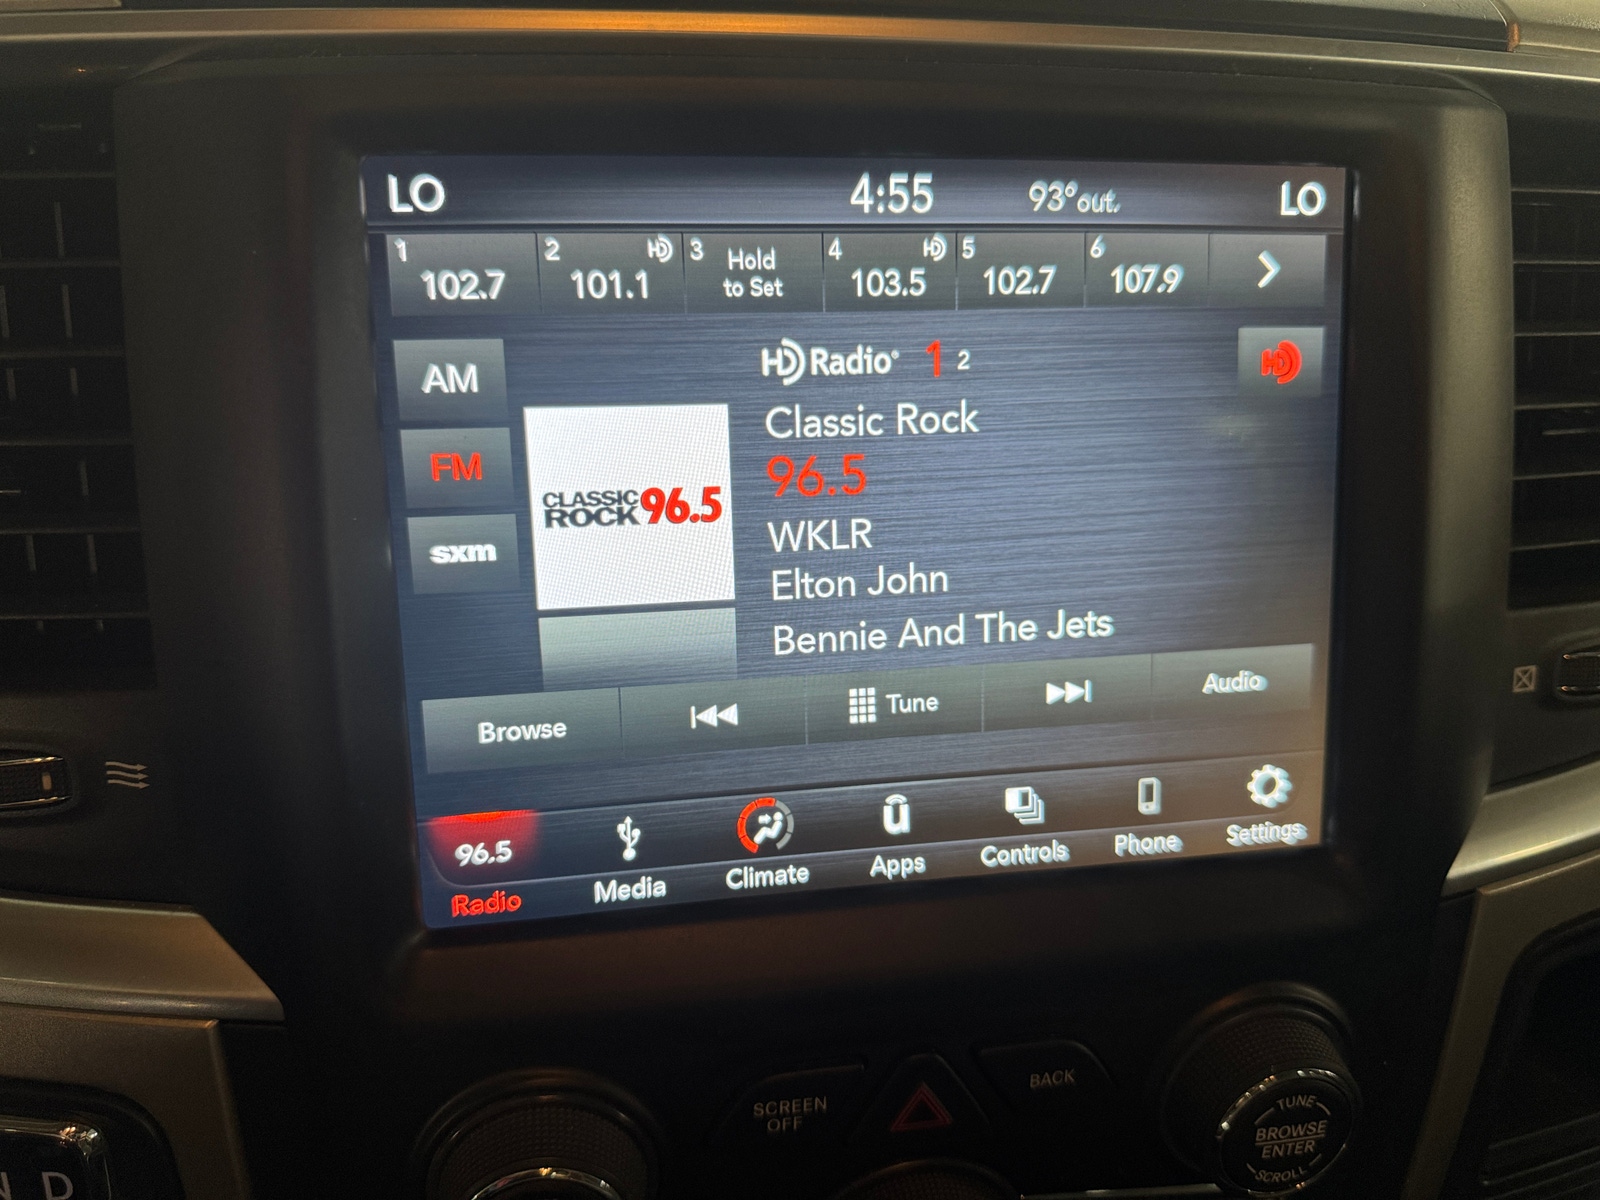 LO 4:55 93° out. LO
1 102.7
2 HD 101.1
3 Hold
to Set
4 HD 103.5
5 102.7
6 107.9
AM
FM
sxm
HD Radio® 1 2
HD
Classic Rock
96.5
WKLR
Elton John
Bennie And The Jets
CLASSIC
ROCK 96.5
Browse Tune Audio
96.5
Radio Media Climate Apps Controls Phone Settings
SCREEN
OFF
BACK
TUNE
BROWSE
ENTER
SCROLL
N D